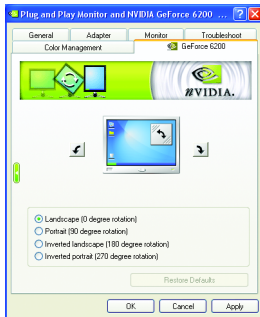 Plug and Play Monitor and NVIDIA GeForce 6200 ...
General Adapter Monitor Troubleshoot
Color Management GeForce 6200
NVIDIA.
Landscape (0 degree rotation)
Portrait (90 degree rotation)
Inverted landscape (180 degree rotation)
Inverted portrait (270 degree rotation)
Restore Defaults
OK Cancel Apply